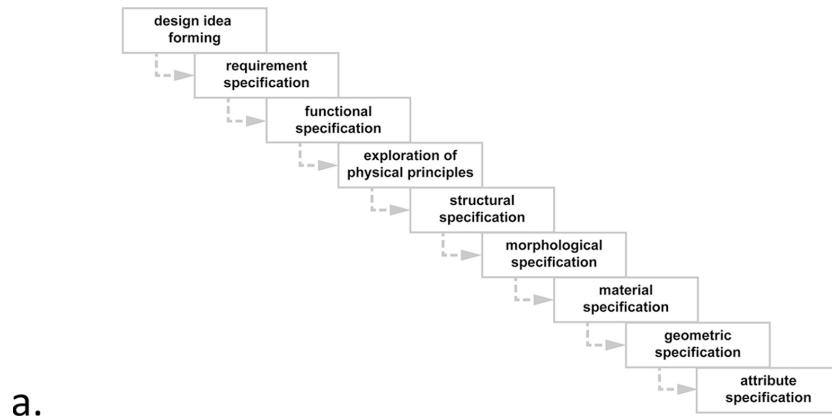 design idea
forming
requirement
specification
functional
specification
exploration of
physical principles
structural
specification
morphological
specification
material
specification
geometric
specification
attribute
specification
a.